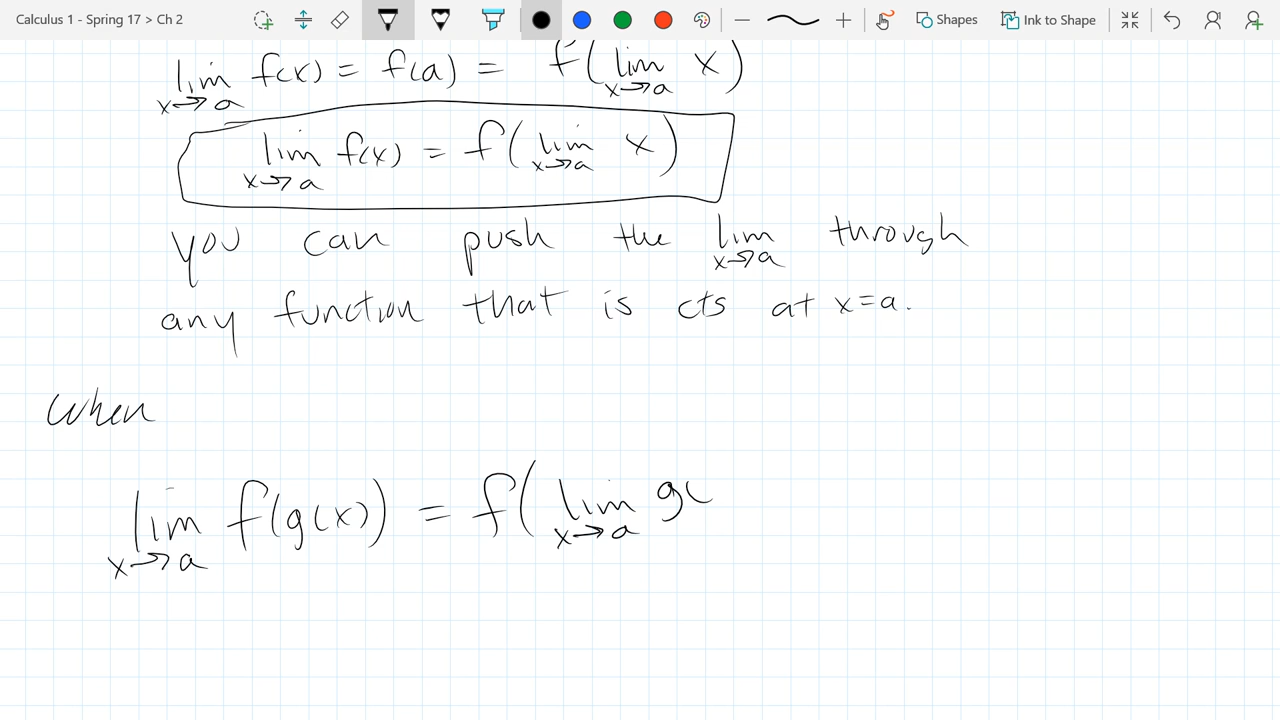 Calculus 1 - Spring 17 > Ch 2 Shapes Ink to Shape
lim x→a f(x) = f(a) = f(lim x→a x)
lim x→a f(x) = f(lim x→a x)
you can push the lim x→a through
any function that is cts at x=a.
when
lim x→a f(g(x)) = f(lim x→a g(